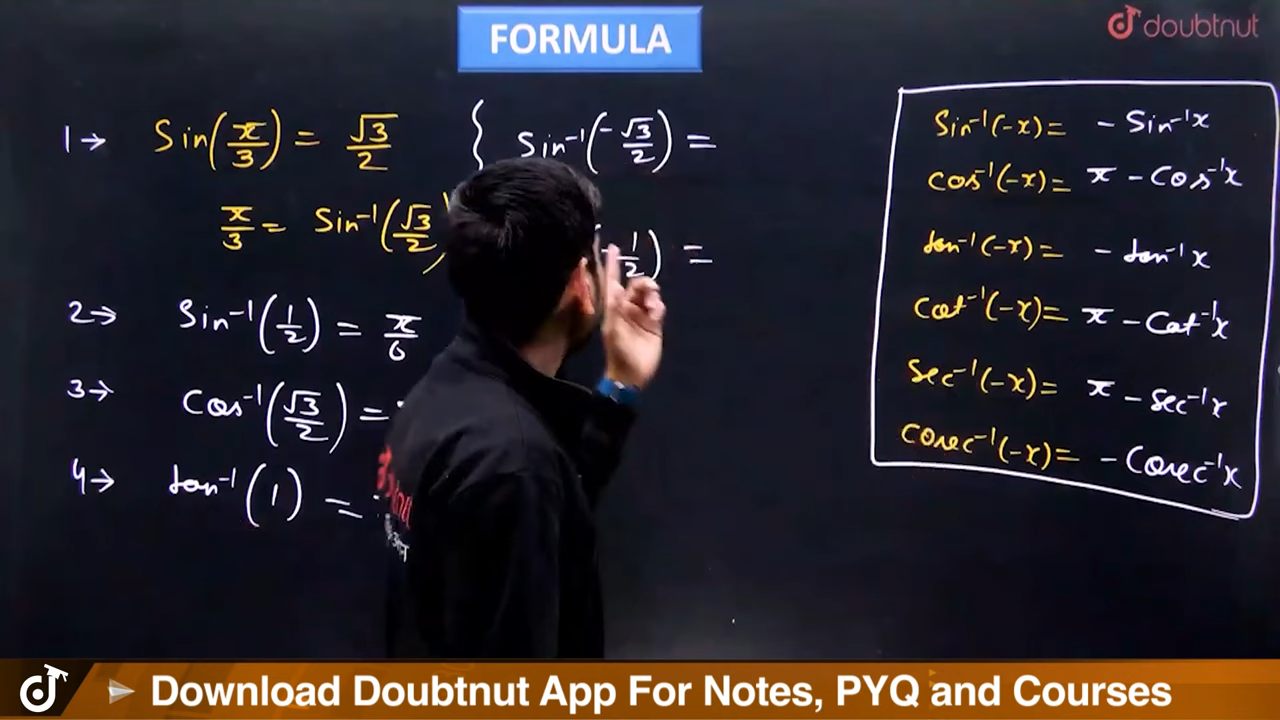 FORMULA
doubtnut
1→ Sin(π/3) = √3/2
π/3 = Sin⁻¹(√3/2)
2→ Sin⁻¹(1/2) = π/6
3→ Cos⁻¹(√3/2) =
4→ tan⁻¹(1) =
{ Sin⁻¹(-√3/2) =
(-1/2) =
Sin⁻¹(-x) = - Sin⁻¹x
Cos⁻¹(-x) = π - Cos⁻¹x
tan⁻¹(-x) = - tan⁻¹x
Cot⁻¹(-x) = π - Cot⁻¹x
Sec⁻¹(-x) = π - Sec⁻¹x
Cosec⁻¹(-x) = - Cosec⁻¹x
Download Doubtnut App For Notes, PYQ and Courses